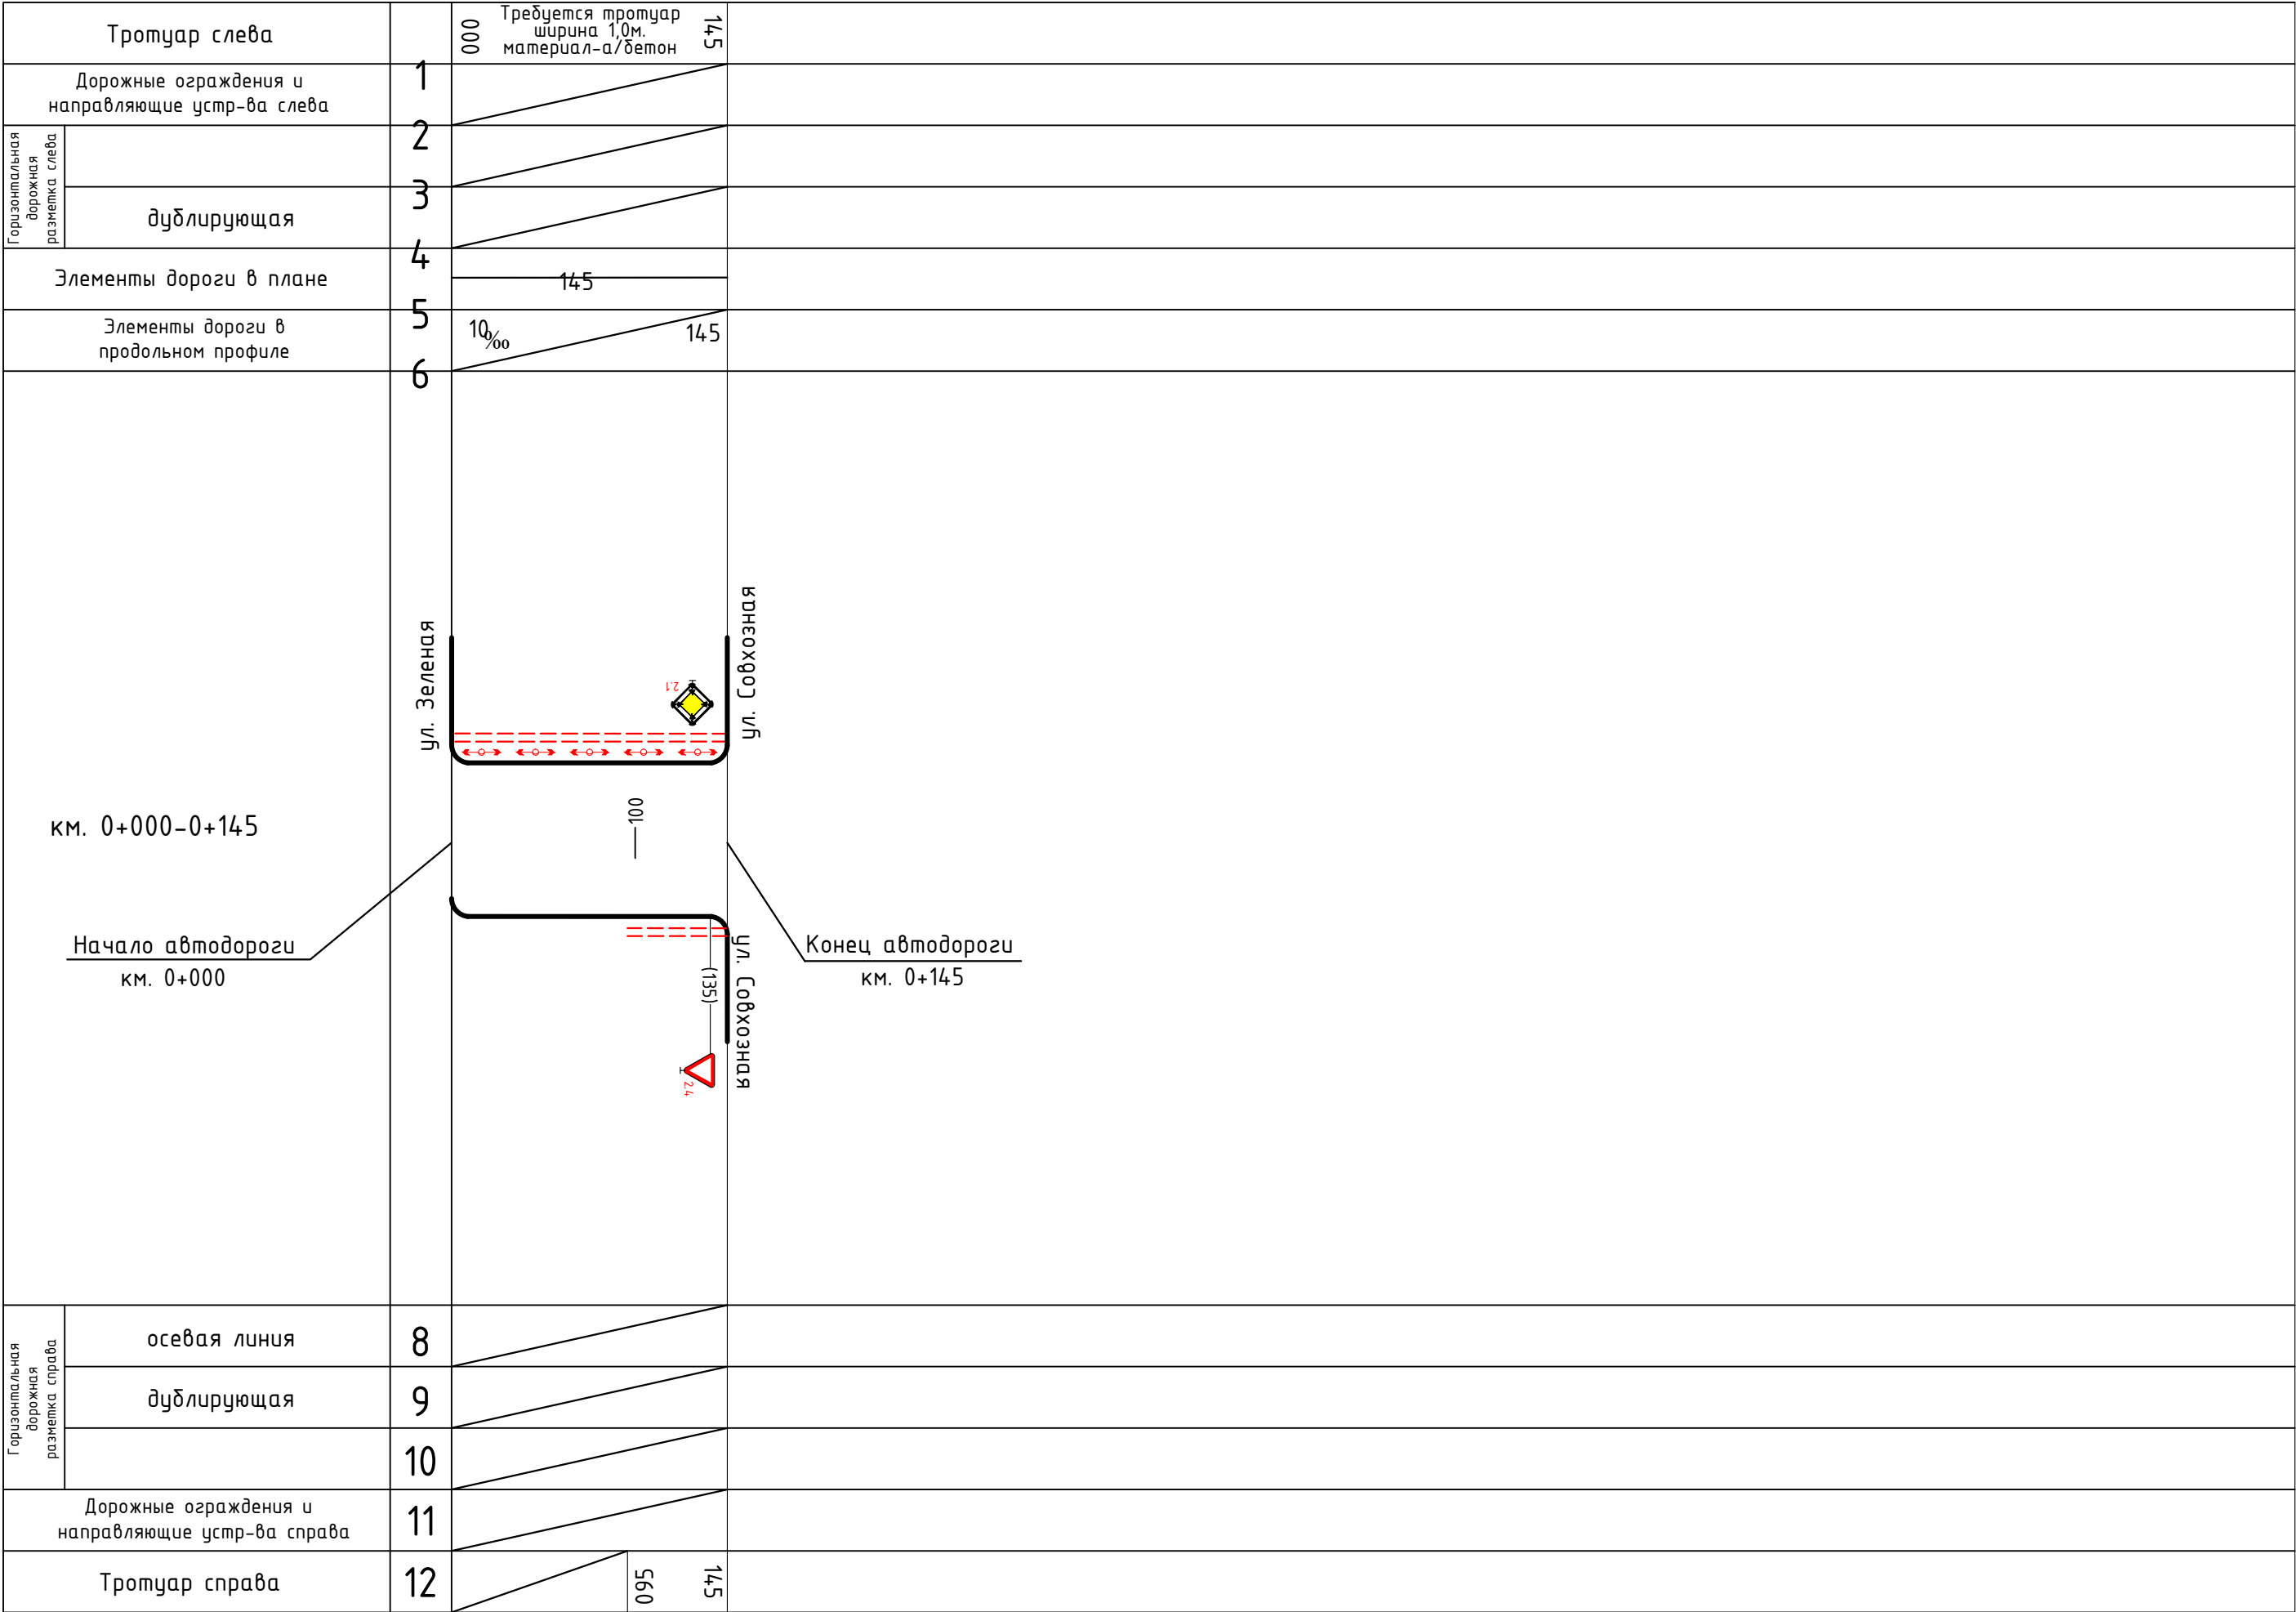 Тротуар слева
000
Требуется тротуар
ширина 1,0м.
материал-а/бетон
145
1
Дорожные ограждения и
направляющие устр-ва слева
2
Горизонтальная
дорожная
разметка слева
3
дублирующая
4
Элементы дороги в плане
145
5
Элементы дороги в
продольном профиле
10‰
145
6
ул. Зеленая
ул. Совхозная
2.1
100
км. 0+000-0+145
Начало автодороги
км. 0+000
Конец автодороги
км. 0+145
ул. Совхозная
(135)
2.4
Горизонтальная
дорожная
разметка справа
осевая линия
8
дублирующая
9
10
Дорожные ограждения и
направляющие устр-ва справа
11
Тротуар справа
12
095
145